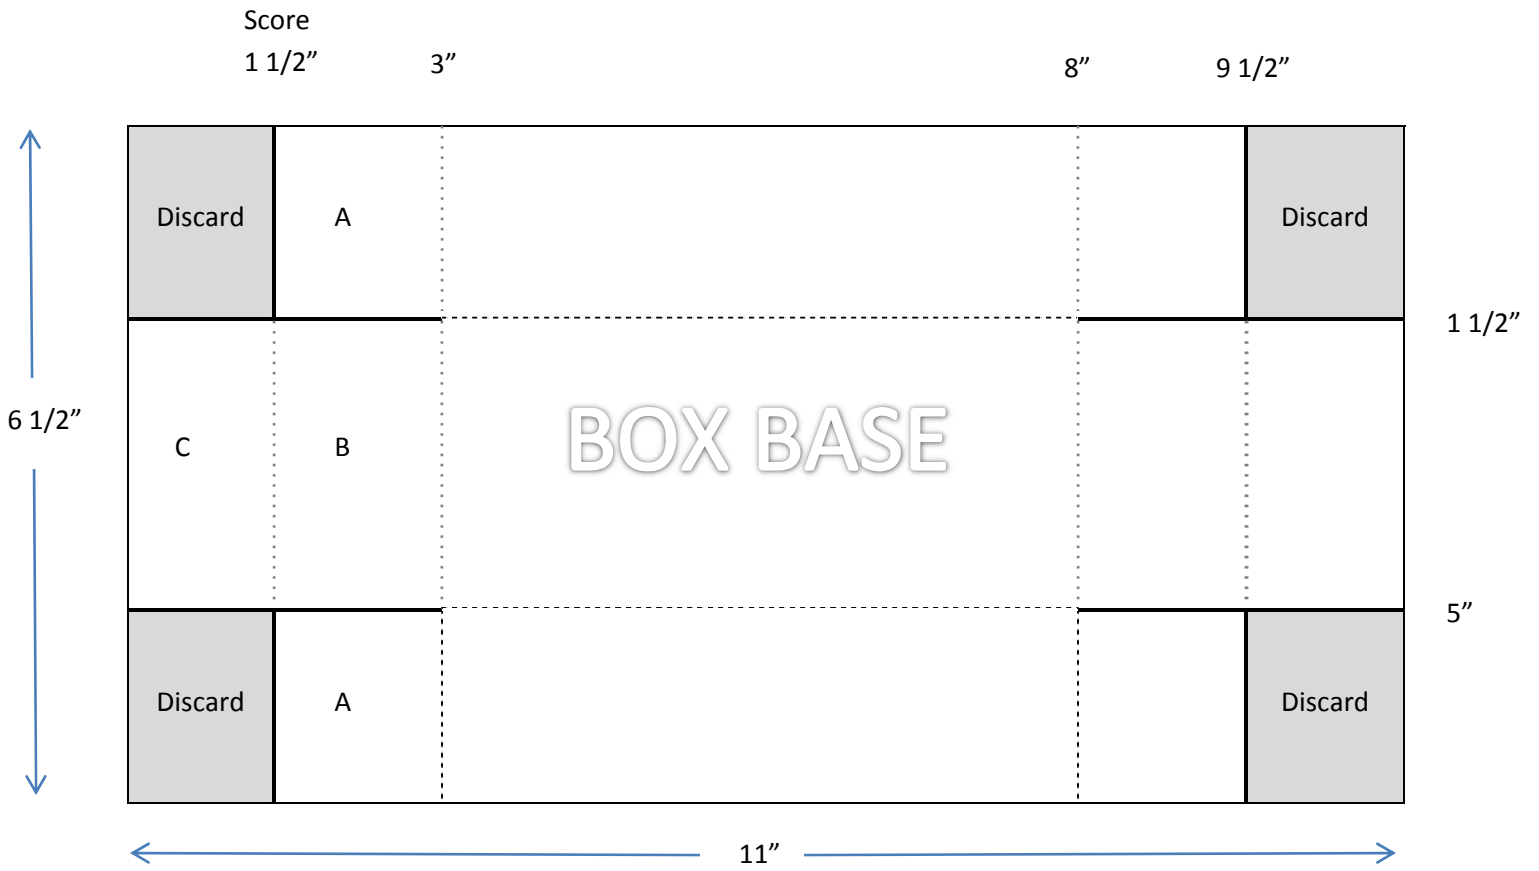 Score
1 1/2” 3” 8” 9 1/2”
Discard A Discard
1 1/2”
6 1/2”
C B BOX BASE
5”
Discard A Discard
11”